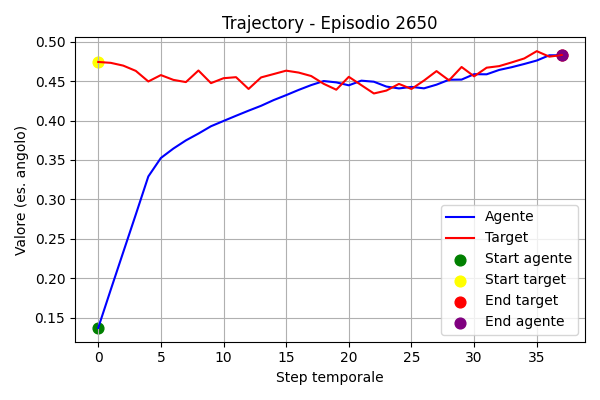 Trajectory - Episodio 2650
Valore (es. angolo)
0.50
0.45
0.40
0.35
0.30
0.25
0.20
0.15
Agente
Target
Start agente
Start target
End target
End agente
0 5 10 15 20 25 30 35
Step temporale